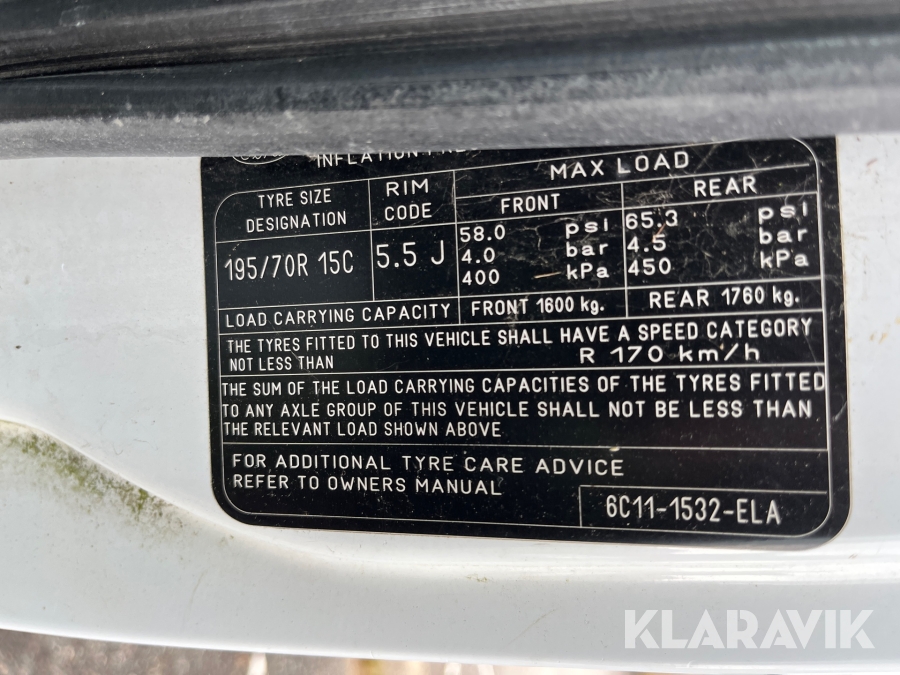 INFLATION
MAX LOAD
TYRE SIZE DESIGNATION
RIM CODE
FRONT
REAR
195/70R 15C
5.5 J
58.0 psi
4.0 bar
400 kPa
65.3 psi
4.5 bar
450 kPa
LOAD CARRYING CAPACITY FRONT 1600 kg. REAR 1760 kg.
THE TYRES FITTED TO THIS VEHICLE SHALL HAVE A SPEED CATEGORY
NOT LESS THAN R 170 km/h
THE SUM OF THE LOAD CARRYING CAPACITIES OF THE TYRES FITTED
TO ANY AXLE GROUP OF THIS VEHICLE SHALL NOT BE LESS THAN
THE RELEVANT LOAD SHOWN ABOVE
FOR ADDITIONAL TYRE CARE ADVICE
REFER TO OWNERS MANUAL
6C11-1532-ELA
KLARAVIK